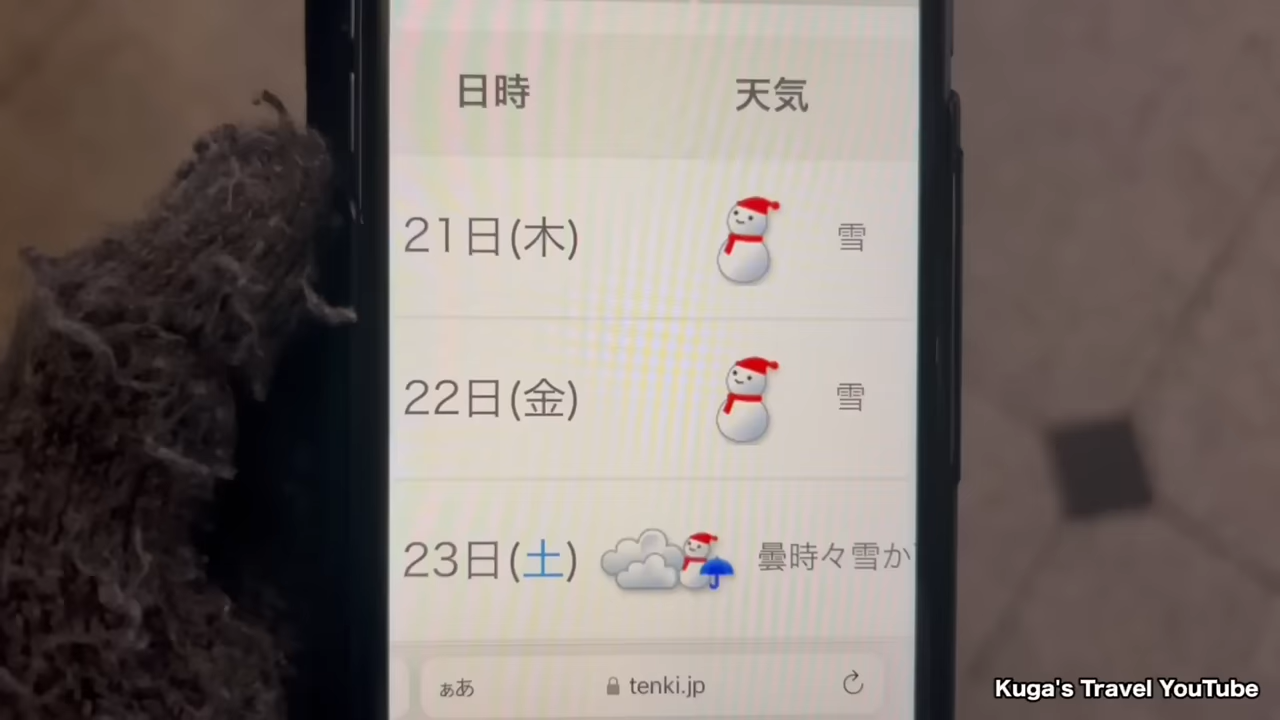 日時 天気
21日(木) 雪
22日(金) 雪
23日(土) 曇時々雪か
ぁあ tenki.jp
Kuga's Travel YouTube